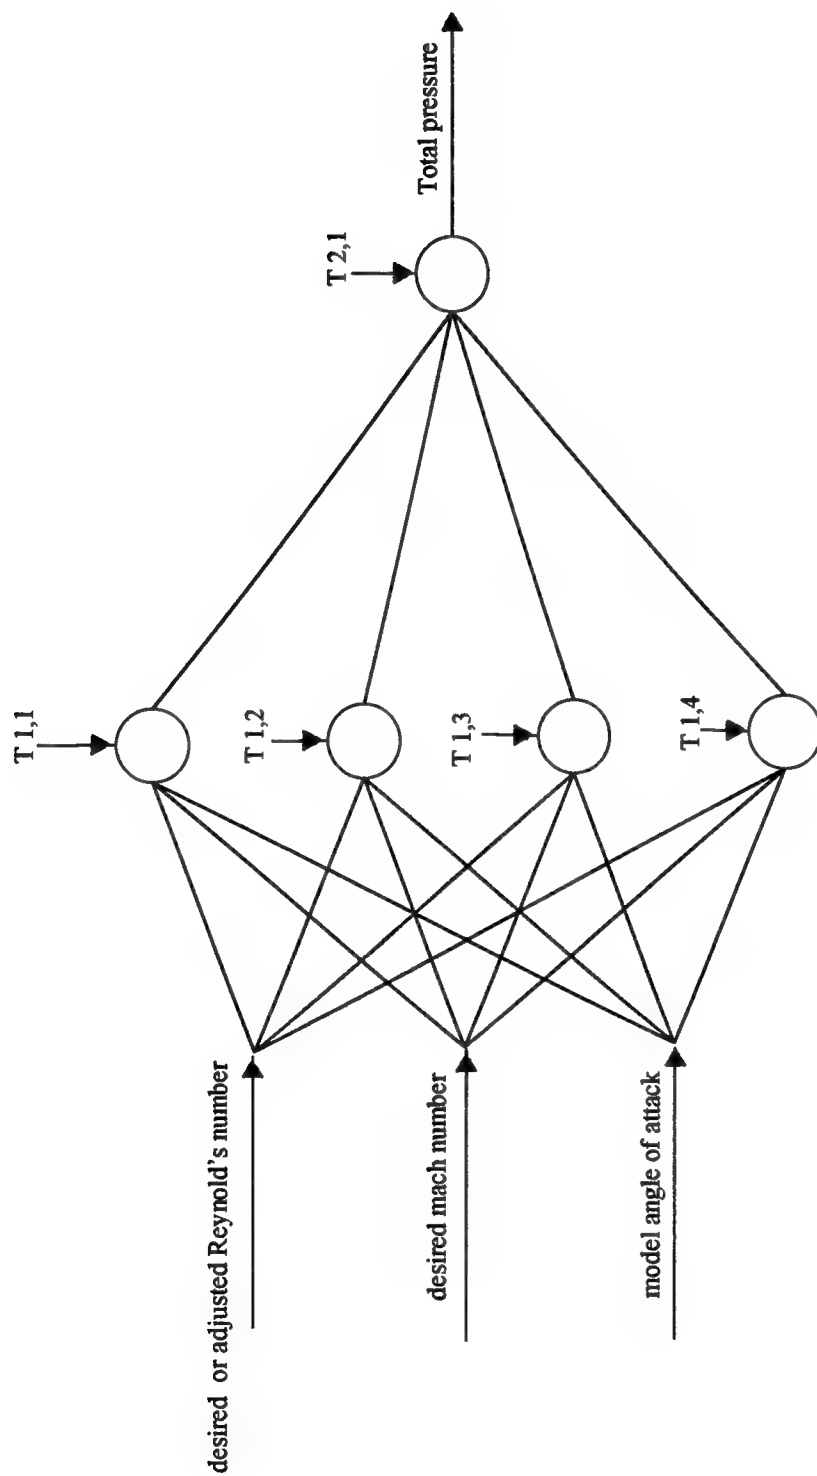 desired or adjusted Reynold's number
desired mach number
model angle of attack
T 1,1
T 1,2
T 1,3
T 1,4
T 2,1
Total pressure